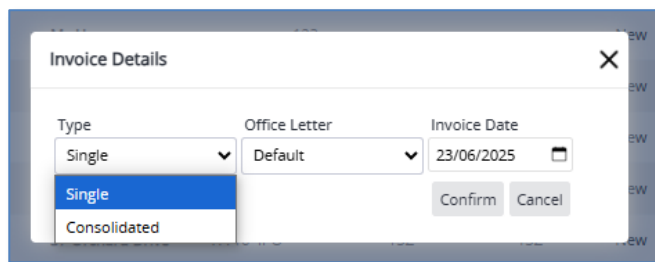 Invoice Details
Type Office Letter Invoice Date
Single Default 23/06/2025
Single
Confirm Cancel
Consolidated